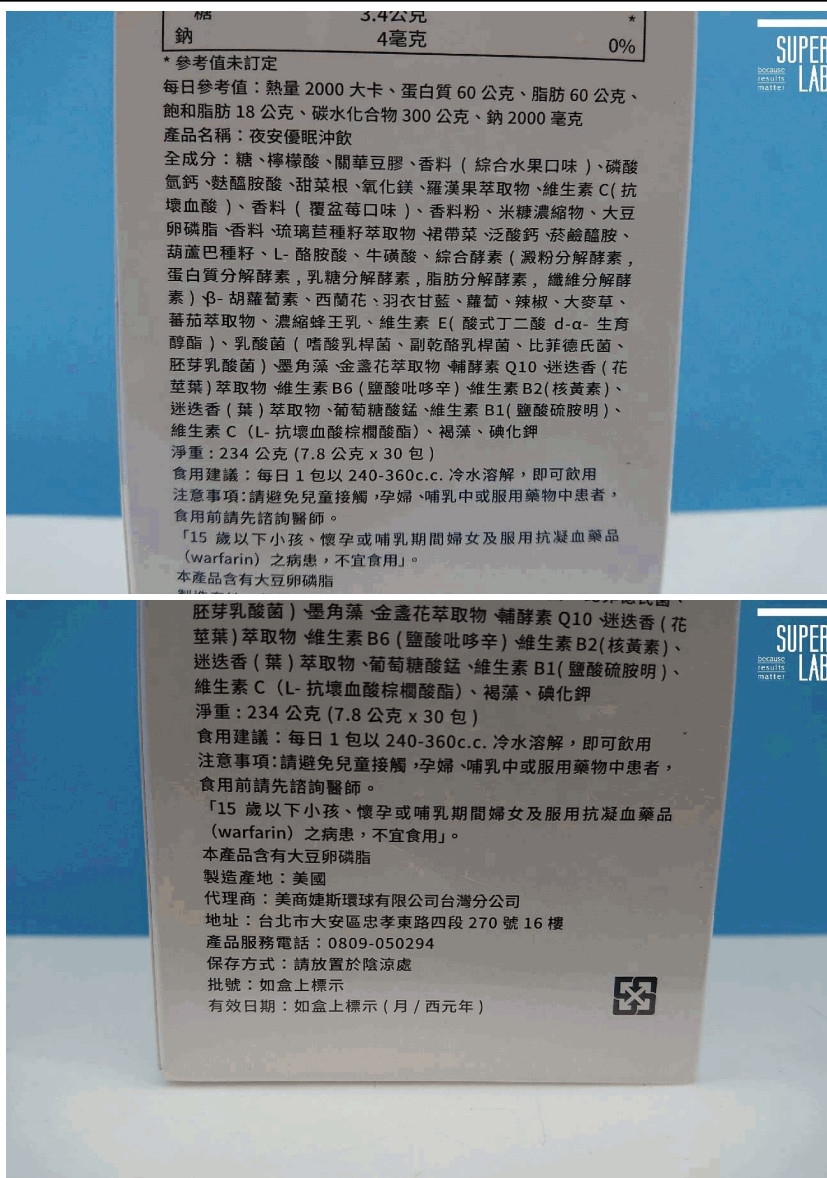 糖 3.4公克 *
鈉 4毫克 0%
* 參考值未訂定
每日參考值：熱量 2000 大卡、蛋白質 60 公克、脂肪 60 公克、
飽和脂肪 18 公克、碳水化合物 300 公克、鈉 2000 毫克
產品名稱：夜安優眠沖飲
全成分：糖、檸檬酸、關華豆膠、香料 ( 綜合水果口味 )、磷酸
氫鈣、麩醯胺酸、甜菜根、氧化鎂、羅漢果萃取物、維生素 C( 抗
壞血酸 )、香料 ( 覆盆莓口味 )、香料粉、米糠濃縮物、大豆
卵磷脂、香料、琉璃苣種籽萃取物、裙帶菜、泛酸鈣、菸鹼醯胺、
葫蘆巴種籽、L- 酪胺酸、牛磺酸、綜合酵素 ( 澱粉分解酵素 ,
蛋白質分解酵素 , 乳糖分解酵素 , 脂肪分解酵素 , 纖維分解酵
素 )、β- 胡蘿蔔素、西蘭花、羽衣甘藍、蘿蔔、辣椒、大麥草、
蕃茄萃取物、濃縮蜂王乳、維生素 E( 酸式丁二酸 d-α- 生育
醇酯 )、乳酸菌 ( 嗜酸乳桿菌、副乾酪乳桿菌、比菲德氏菌、
胚芽乳酸菌 )、墨角藻、金盞花萃取物、輔酵素 Q10、迷迭香 ( 花
莖葉 ) 萃取物、維生素 B6 ( 鹽酸吡哆辛 )、維生素 B2( 核黃素 )、
迷迭香 ( 葉 ) 萃取物、葡萄糖酸錳、維生素 B1( 鹽酸硫胺明 )、
維生素 C（L- 抗壞血酸棕櫚酸酯）、褐藻、碘化鉀
淨重 : 234 公克 (7.8 公克 x 30 包 )
食用建議：每日 1 包以 240-360c.c. 冷水溶解，即可飲用
注意事項:請避免兒童接觸，孕婦、哺乳中或服用藥物中患者，
食用前請先諮詢醫師。
「15 歲以下小孩、懷孕或哺乳期間婦女及服用抗凝血藥品
（warfarin）之病患，不宜食用」。
本產品含有大豆卵磷脂
SUPER
LAB
because
results
matter
胚芽乳酸菌 )、墨角藻、金盞花萃取物、輔酵素 Q10、迷迭香 ( 花
莖葉 ) 萃取物、維生素 B6 ( 鹽酸吡哆辛 )、維生素 B2( 核黃素 )、
迷迭香 ( 葉 ) 萃取物、葡萄糖酸錳、維生素 B1( 鹽酸硫胺明 )、
維生素 C（L- 抗壞血酸棕櫚酸酯）、褐藻、碘化鉀
淨重 : 234 公克 (7.8 公克 x 30 包 )
食用建議：每日 1 包以 240-360c.c. 冷水溶解，即可飲用
注意事項:請避免兒童接觸，孕婦、哺乳中或服用藥物中患者，
食用前請先諮詢醫師。
「15 歲以下小孩、懷孕或哺乳期間婦女及服用抗凝血藥品
（warfarin）之病患，不宜食用」。
本產品含有大豆卵磷脂
製造產地：美國
代理商：美商婕斯環球有限公司台灣分公司
地址：台北市大安區忠孝東路四段 270 號 16 樓
產品服務電話：0809-050294
保存方式：請放置於陰涼處
批號：如盒上標示
有效日期：如盒上標示 ( 月 / 西元年 )
SUPER
LAB
because
results
matter